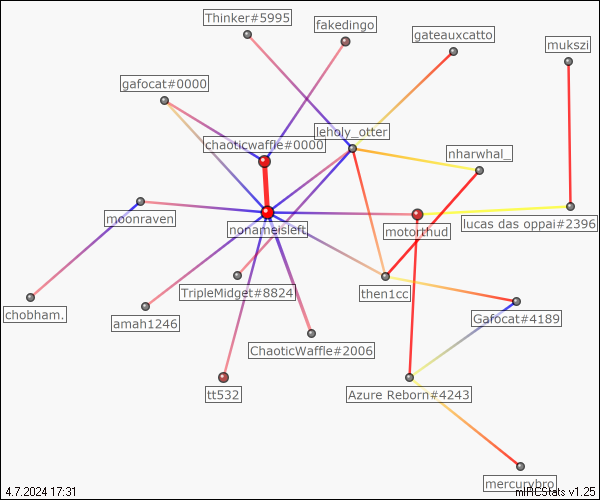 Thinker#5995
fakedingo
gateauxcatto
mukszi
gafocat#0000
leholy_otter
chaoticwaffle#0000
nharwhal_
moonraven
nonameisleft
motorthud
lucas das oppai#2396
TripleMidget#8824
then1cc
chobham.
amah1246
Gafocat#4189
ChaoticWaffle#2006
tt532
Azure Reborn#4243
mercurybro
4.7.2024 17:31
mIRCStats v1.25